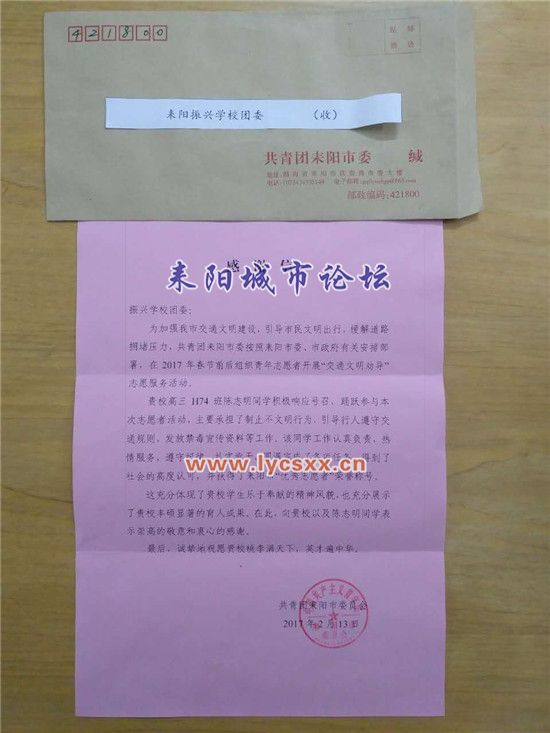 421800
贴 邮
票 处
耒阳振兴学校团委 （收）
共青团耒阳市委 缄
邮政编码：421800
感 谢 信
耒阳城市论坛
振兴学校团委：
为加强我市交通文明建设，引导市民文明出行，缓解道路
拥堵压力，共青团耒阳市委按照耒阳市委、市政府有关安排部
署，在 2017 年春节前后组织青年志愿者开展“交通文明劝导”
志愿服务活动。
贵校高三 H74 班陈志明同学积极响应号召，踊跃参与本
次志愿者活动，主要承担了制止不文明行为，引导行人遵守交
通规则，发放禁毒宣传资料等工作，该同学工作认真负责，热
情服务，遵守纪律，得到了
www.lycsxx.cn
社会的高度认可，并获得了耒阳“优秀志愿者”荣誉称号。
这充分体现了贵校学生乐于奉献的精神风貌，也充分展示
了贵校丰硕显著的育人成果，在此，向贵校以及陈志明同学表
示崇高的敬意和衷心的感谢。
最后，诚挚地祝愿贵校桃李满天下，英才遍中华。
共青团耒阳市委员会
2017 年 2 月 13 日